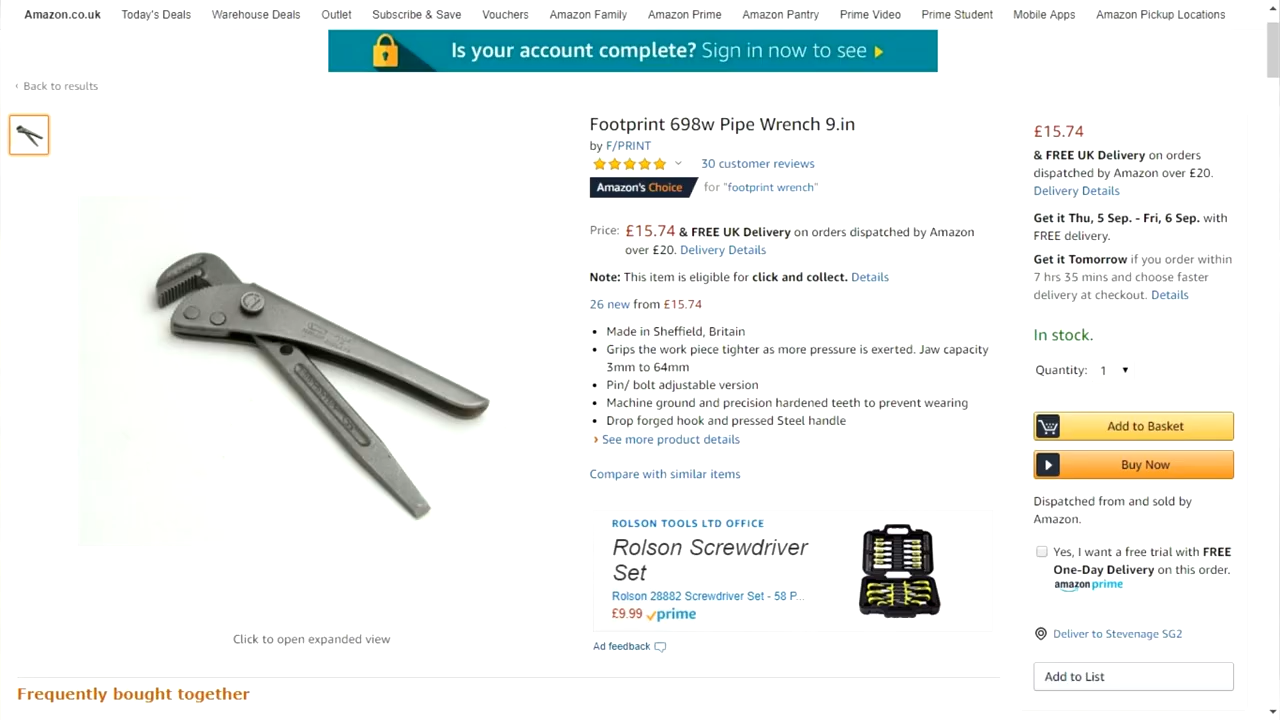 Amazon.co.uk Today's Deals Warehouse Deals Outlet Subscribe & Save Vouchers Amazon Family Amazon Prime Amazon Pantry Prime Video Prime Student Mobile Apps Amazon Pickup Locations
Is your account complete? Sign in now to see
‹ Back to results
Footprint 698w Pipe Wrench 9.in
by F/PRINT
30 customer reviews
Amazon's Choice for "footprint wrench"
Price: £15.74 & FREE UK Delivery on orders dispatched by Amazon
over £20. Delivery Details
Note: This item is eligible for click and collect. Details
26 new from £15.74
• Made in Sheffield, Britain
• Grips the work piece tighter as more pressure is exerted. Jaw capacity
3mm to 64mm
• Pin/ bolt adjustable version
• Machine ground and precision hardened teeth to prevent wearing
• Drop forged hook and pressed Steel handle
› See more product details
Compare with similar items
ROLSON TOOLS LTD OFFICE
Rolson Screwdriver
Set
Rolson 28882 Screwdriver Set - 58 P...
£9.99 prime
Ad feedback
Click to open expanded view
£15.74
& FREE UK Delivery on orders
dispatched by Amazon over £20.
Delivery Details
Get it Thu, 5 Sep. - Fri, 6 Sep. with
FREE delivery.
Get it Tomorrow if you order within
7 hrs 35 mins and choose faster
delivery at checkout. Details
In stock.
Quantity: 1
Add to Basket
Buy Now
Dispatched from and sold by
Amazon.
Yes, I want a free trial with FREE
One-Day Delivery on this order.
amazon prime
Deliver to Stevenage SG2
Add to List
Frequently bought together